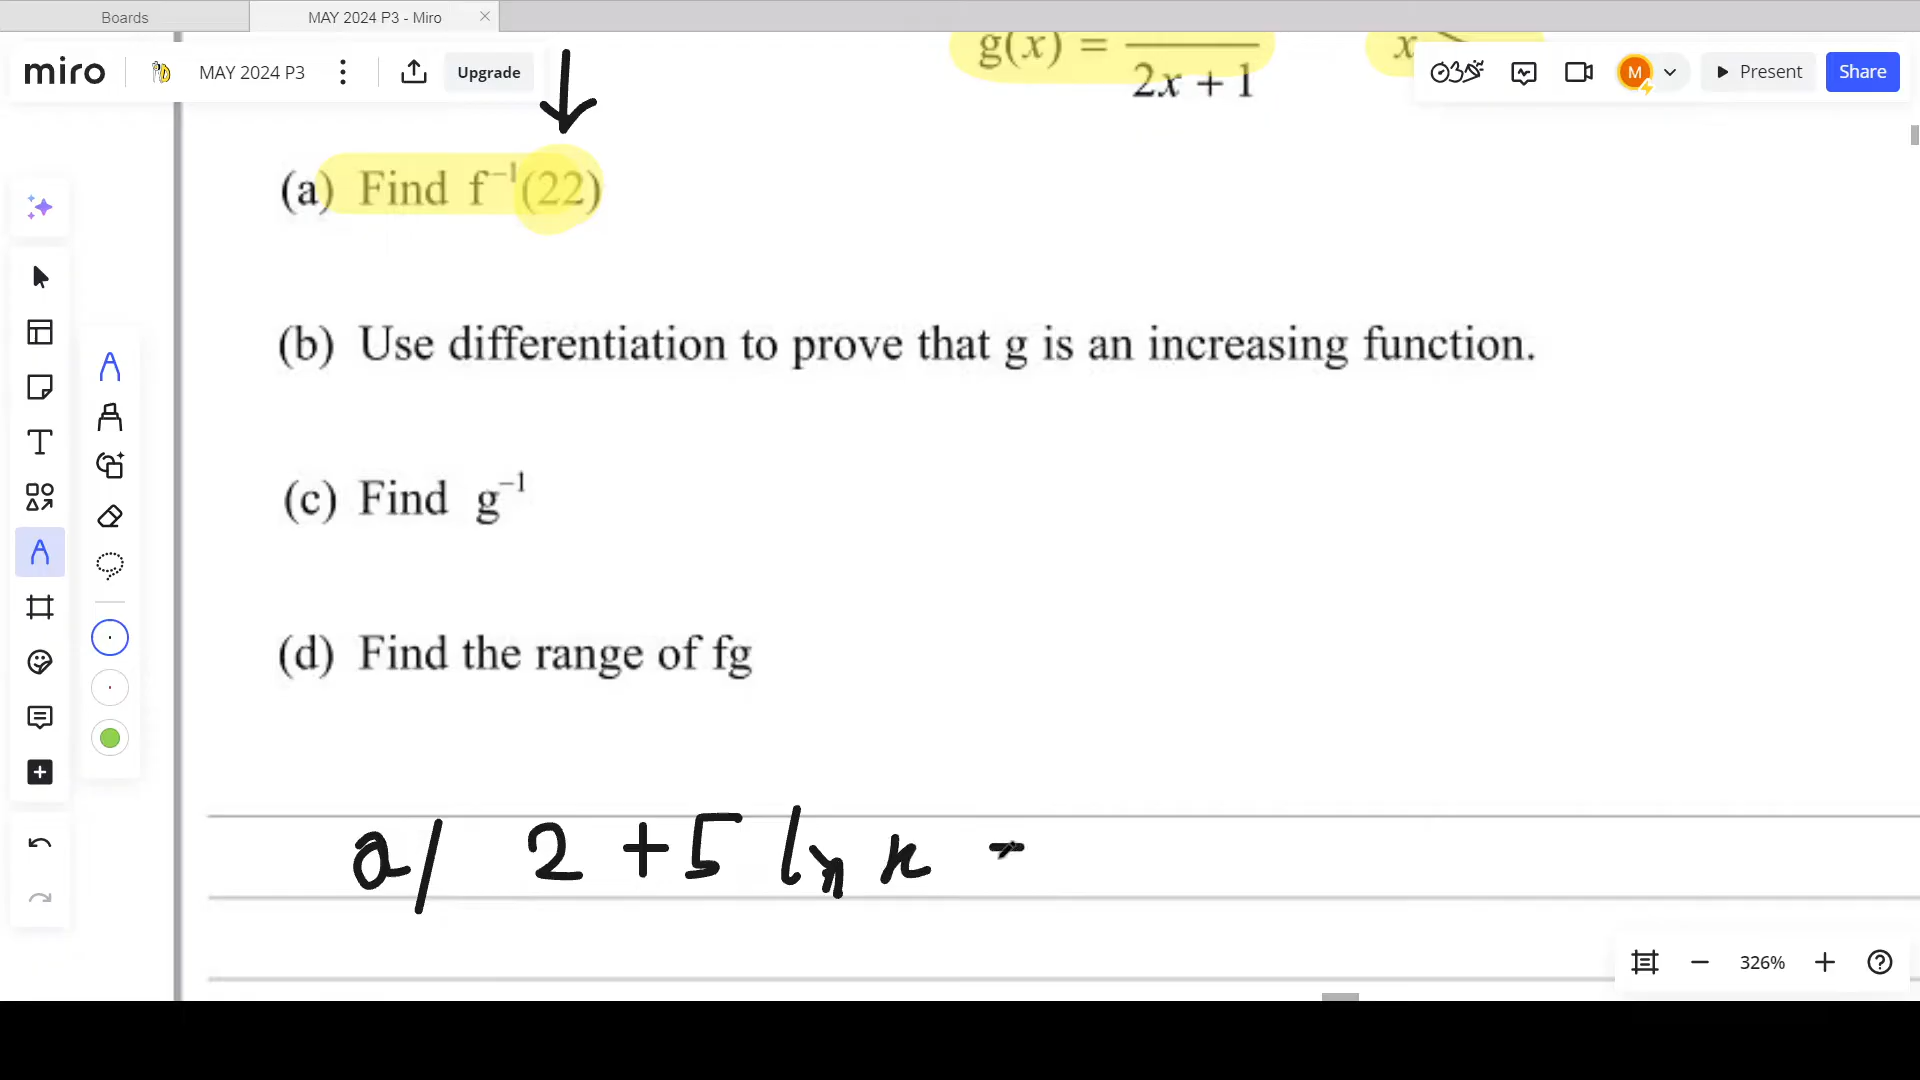 Boards
MAY 2024 P3 - Miro
miro
MAY 2024 P3
Upgrade
M
Present
Share
g(x) =
2x + 1
x
(a) Find f⁻¹(22)
(b) Use differentiation to prove that g is an increasing function.
(c) Find g⁻¹
(d) Find the range of fg
a/ 2 + 5 ln x =
326%